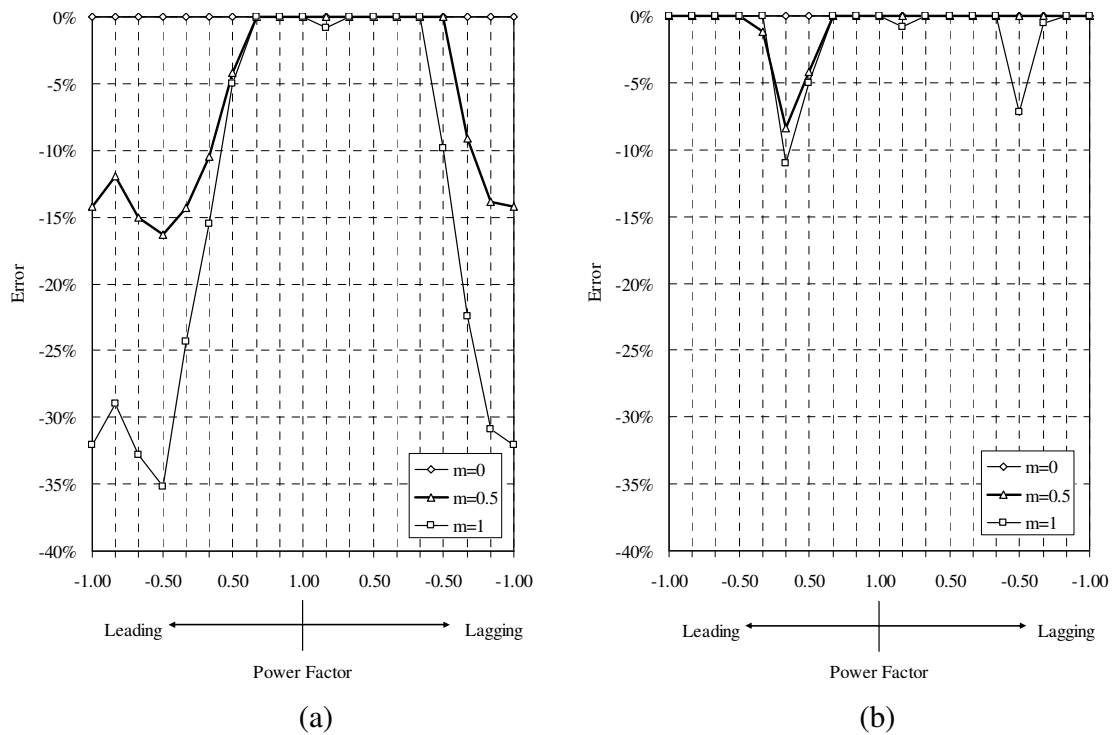 0%
-5%
-10%
-15%
-20%
-25%
-30%
-35%
-40%
Error
m=0
m=0.5
m=1
-1.00 -0.50 0.50 1.00 0.50 -0.50 -1.00
Leading Lagging
Power Factor
(a)
0%
-5%
-10%
-15%
-20%
-25%
-30%
-35%
-40%
Error
m=0
m=0.5
m=1
-1.00 -0.50 0.50 1.00 0.50 -0.50 -1.00
Leading Lagging
Power Factor
(b)